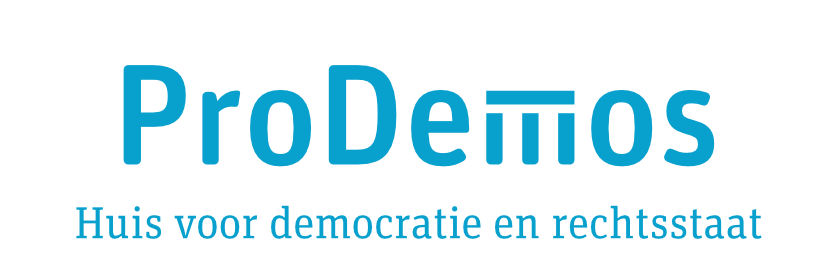 ProDemos
Huis voor democratie en rechtsstaat